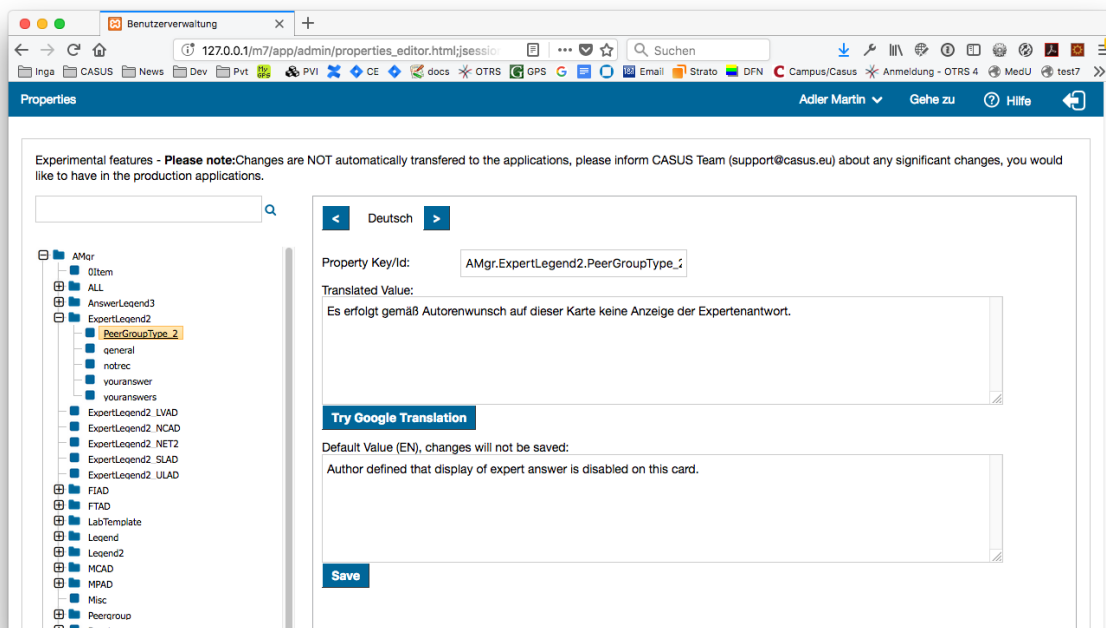 Benutzerverwaltung
127.0.0.1/m7/app/admin/properties_editor.html;jsessio
Suchen
Inga CASUS News Dev Pvt My GPS PVI CE docs OTRS GPS Email Strato DFN Campus/Casus Anmeldung - OTRS 4 MedU test7
Properties Adler Martin Gehe zu Hilfe
Experimental features - Please note:Changes are NOT automatically transfered to the applications, please inform CASUS Team (support@casus.eu) about any significant changes, you would
like to have in the production applications.
< Deutsch >
AMgr
0Item
ALL
AnswerLegend3
ExpertLegend2
PeerGroupType_2
general
notrec
youranswer
youranswers
ExpertLegend2_LVAD
ExpertLegend2_NCAD
ExpertLegend2_NET2
ExpertLegend2_SLAD
ExpertLegend2_ULAD
FIAD
FTAD
LabTemplate
Legend
Legend2
MCAD
MPAD
Misc
Peergroup
Property Key/Id: AMgr.ExpertLegend2.PeerGroupType_2
Translated Value:
Es erfolgt gemäß Autorenwunsch auf dieser Karte keine Anzeige der Expertenantwort.
Try Google Translation
Default Value (EN), changes will not be saved:
Author defined that display of expert answer is disabled on this card.
Save